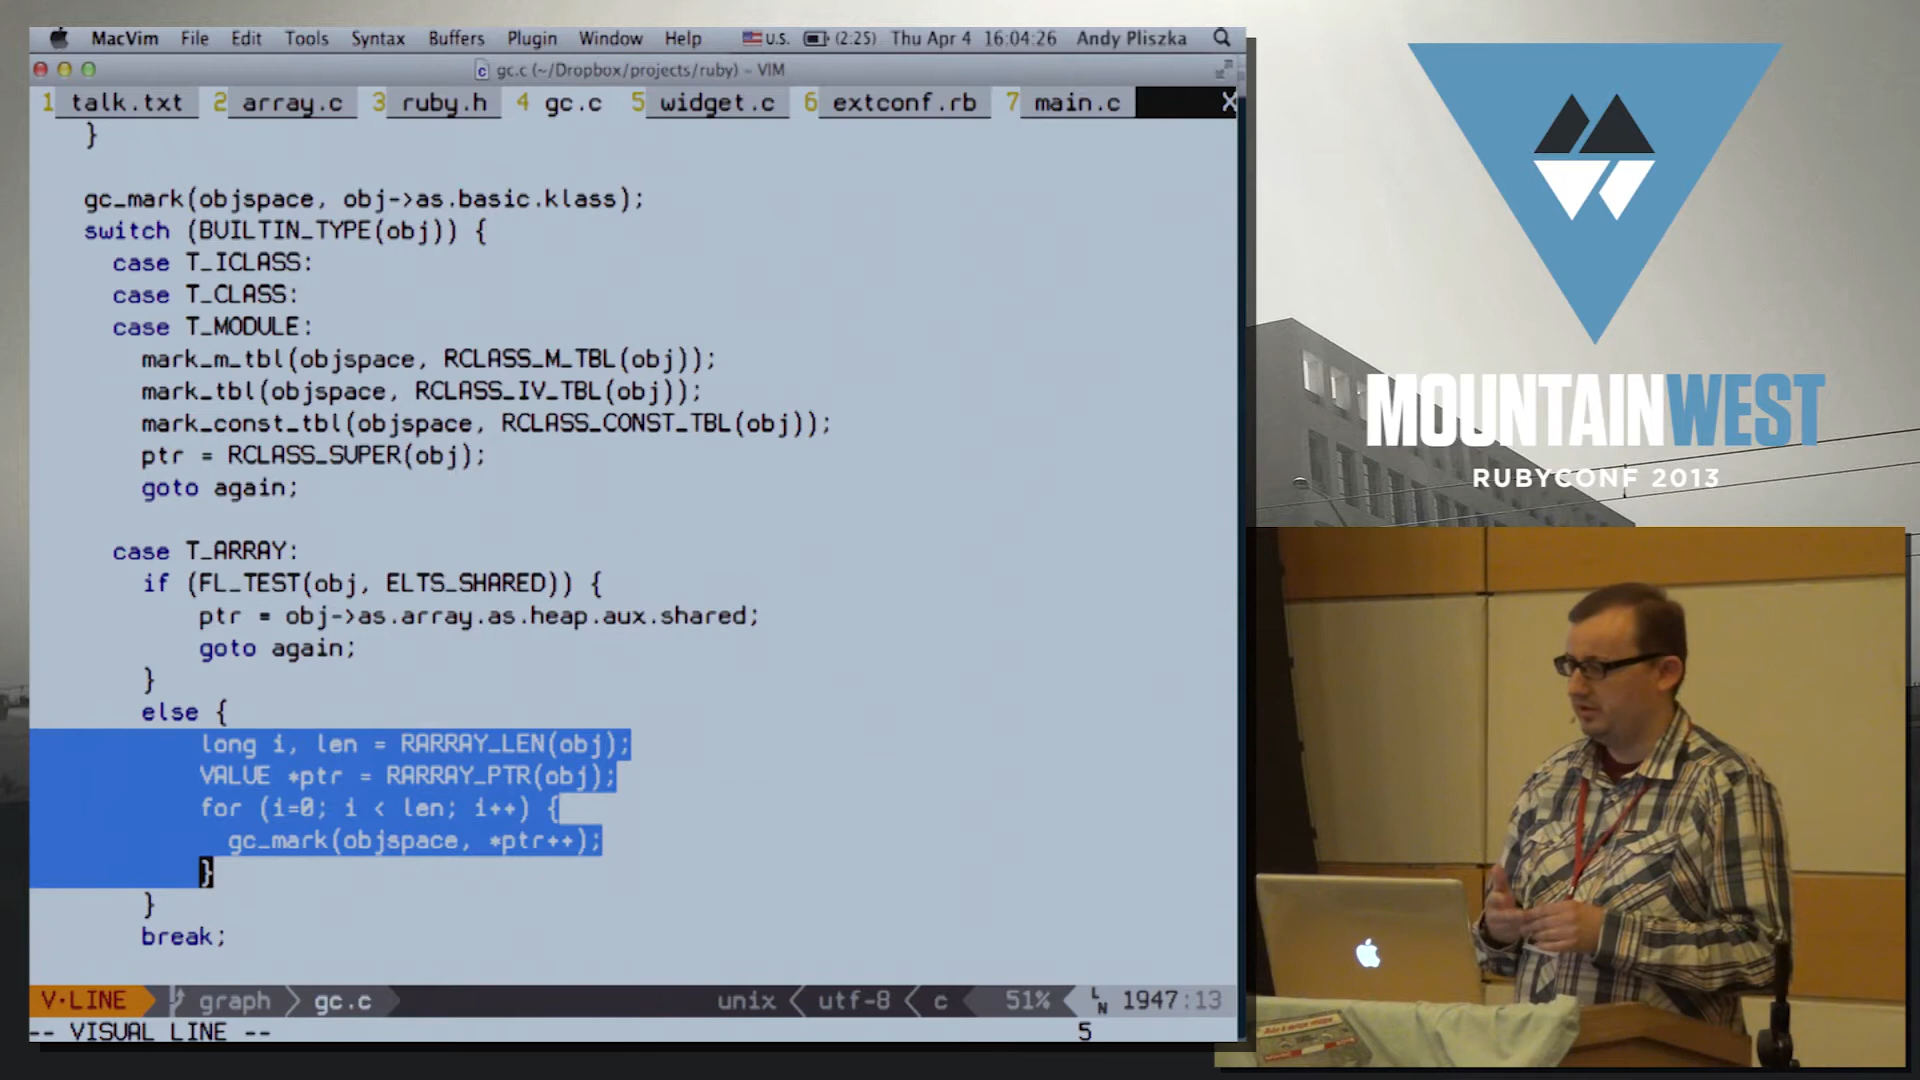 MacVim File Edit Tools Syntax Buffers Plugin Window Help U.S. (2:25) Thu Apr 4 16:04:26 Andy Pliszka
gc.c (~/Dropbox/projects/ruby) - VIM
1 talk.txt 2 array.c 3 ruby.h 4 gc.c 5 widget.c 6 extconf.rb 7 main.c X
}
gc_mark(objspace, obj->as.basic.klass);
switch (BUILTIN_TYPE(obj)) {
case T_ICLASS:
case T_CLASS:
case T_MODULE:
mark_m_tbl(objspace, RCLASS_M_TBL(obj));
mark_tbl(objspace, RCLASS_IV_TBL(obj));
mark_const_tbl(objspace, RCLASS_CONST_TBL(obj));
ptr = RCLASS_SUPER(obj);
goto again;
case T_ARRAY:
if (FL_TEST(obj, ELTS_SHARED)) {
ptr = obj->as.array.as.heap.aux.shared;
goto again;
}
else {
long i, len = RARRAY_LEN(obj);
VALUE *ptr = RARRAY_PTR(obj);
for (i=0; i < len; i++) {
gc_mark(objspace, *ptr++);
}
}
break;
V·LINE graph gc.c unix utf-8 c 51% LN 1947:13
-- VISUAL LINE -- 5
MOUNTAINWEST
RUBYCONF 2013